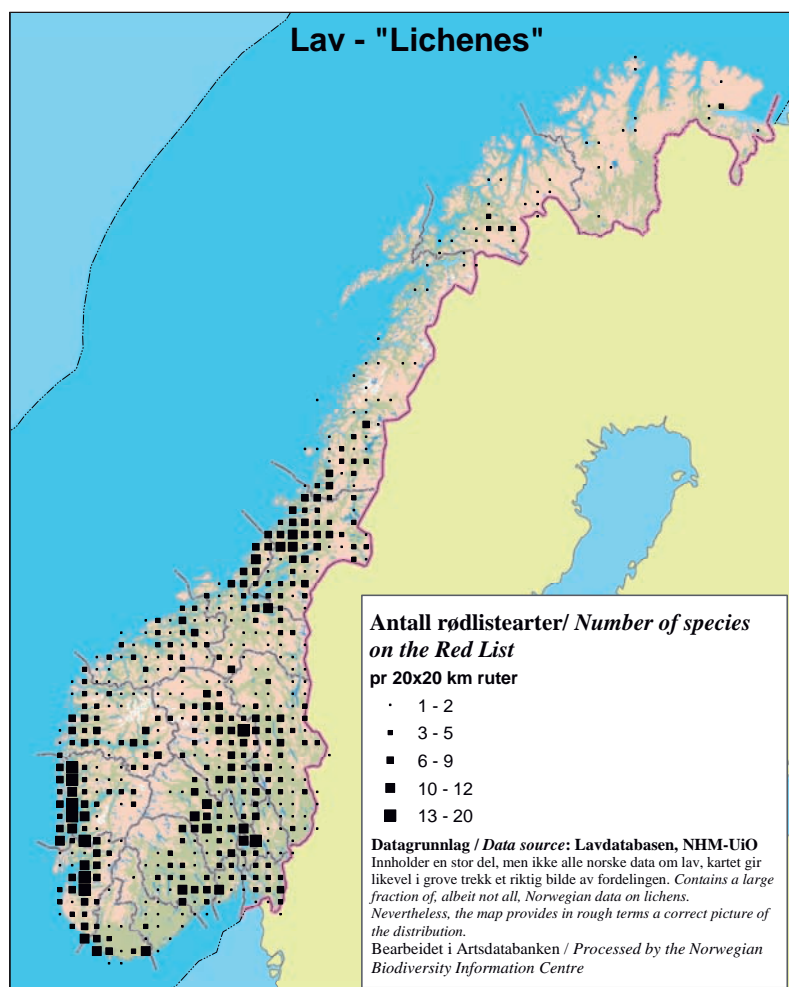 Lav - "Lichenes"
Antall rødlistearter/ Number of species
on the Red List
pr 20x20 km ruter
1 - 2
3 - 5
6 - 9
10 - 12
13 - 20
Datagrunnlag / Data source: Lavdatabasen, NHM-UiO
Innholder en stor del, men ikke alle norske data om lav, kartet gir
likevel i grove trekk et riktig bilde av fordelingen. Contains a large
fraction of, albeit not all, Norwegian data on lichens.
Nevertheless, the map provides in rough terms a correct picture of
the distribution.
Bearbeidet i Artsdatabanken / Processed by the Norwegian
Biodiversity Information Centre